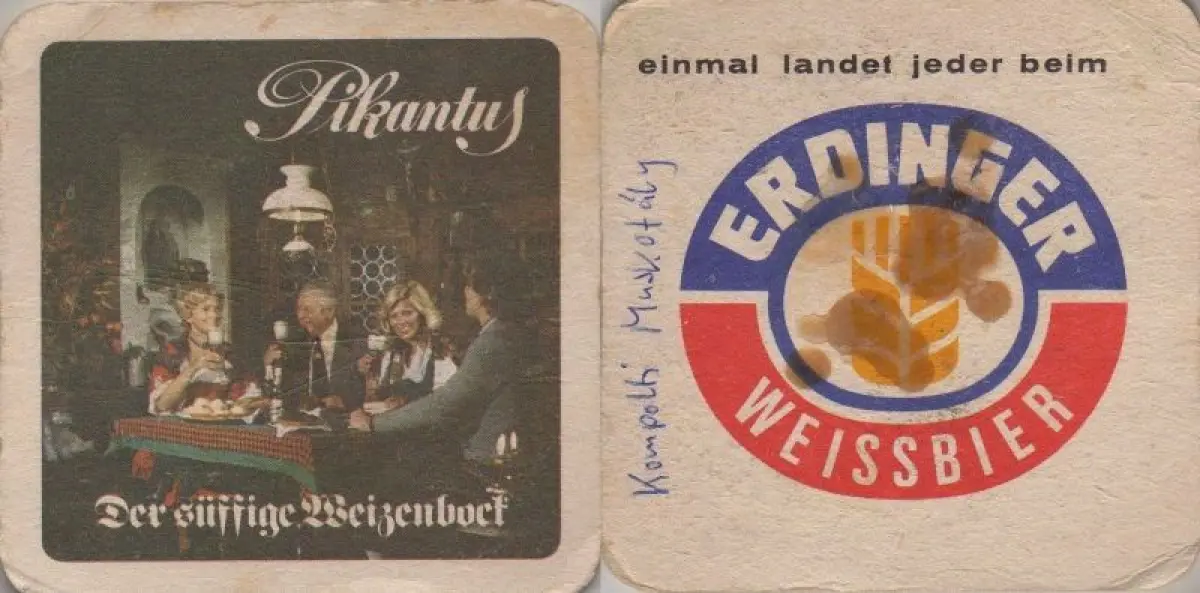 Pikantus
Der süffige Weizenbock
einmal landet jeder beim
ERDINGER
WEISSBIER
Kompolti Muskotály